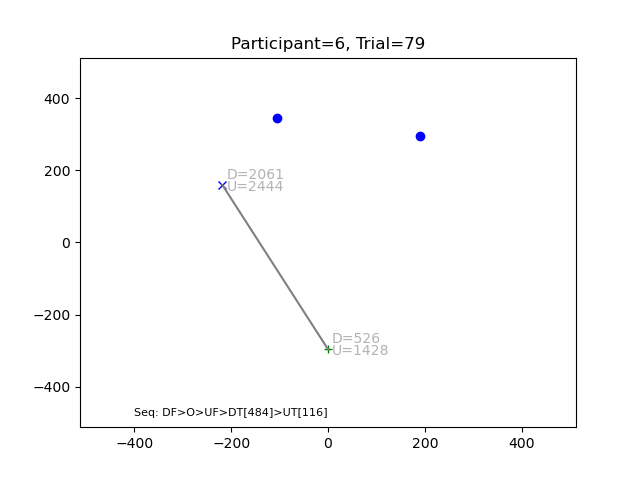 Participant=6, Trial=79
400
200
0
−200
−400
D=2061
U=2444
D=526
U=1428
Seq: DF>O>UF>DT[484]>UT[116]
−400
−200
0
200
400